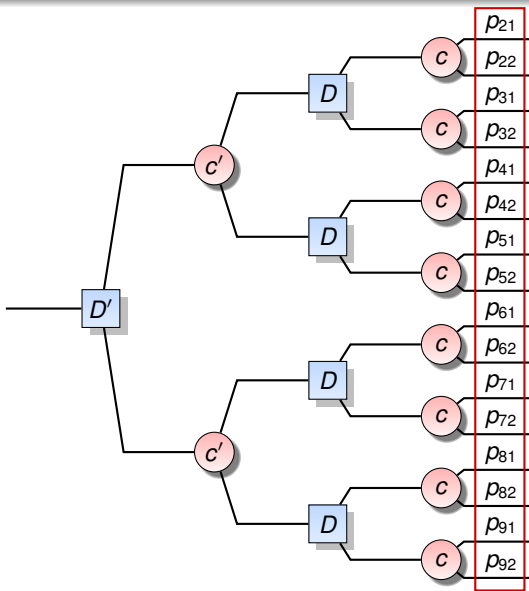 p₂₁
c p₂₂
D p₃₁
c p₃₂
c′ p₄₁
c p₄₂
D p₅₁
c p₅₂
D′ p₆₁
c p₆₂
D p₇₁
c p₇₂
c′ p₈₁
c p₈₂
D p₉₁
c p₉₂